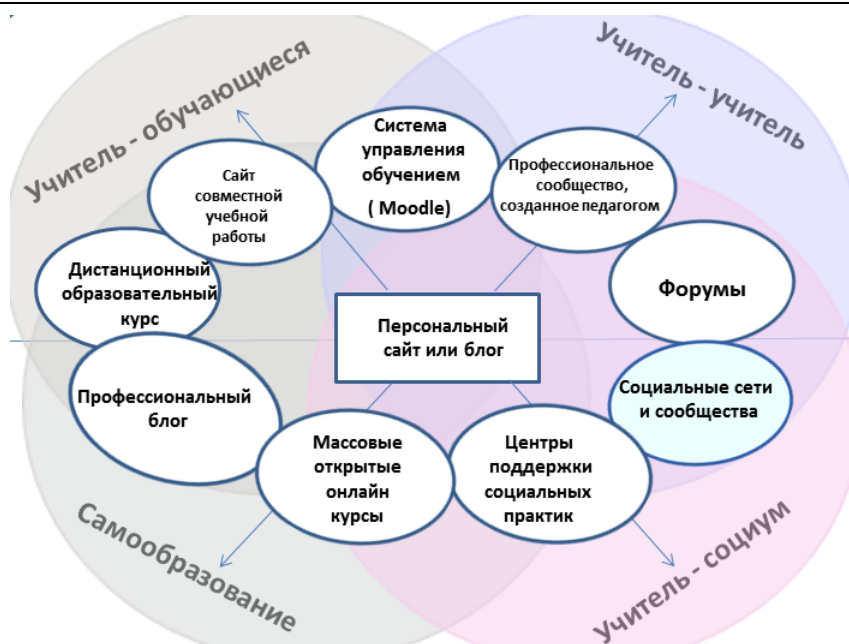 Учитель - обучающиеся
Учитель - учитель
Система
управления
обучением
( Moodle)
Сайт
совместной
учебной
работы
Профессиональное
сообщество,
созданное педагогом
Дистанционный
образовательный
курс
Форумы
Персональный
сайт или блог
Профессиональный
блог
Социальные сети
и сообщества
Массовые
открытые
онлайн
курсы
Центры
поддержки
социальных
практик
Самообразование
Учитель - социум